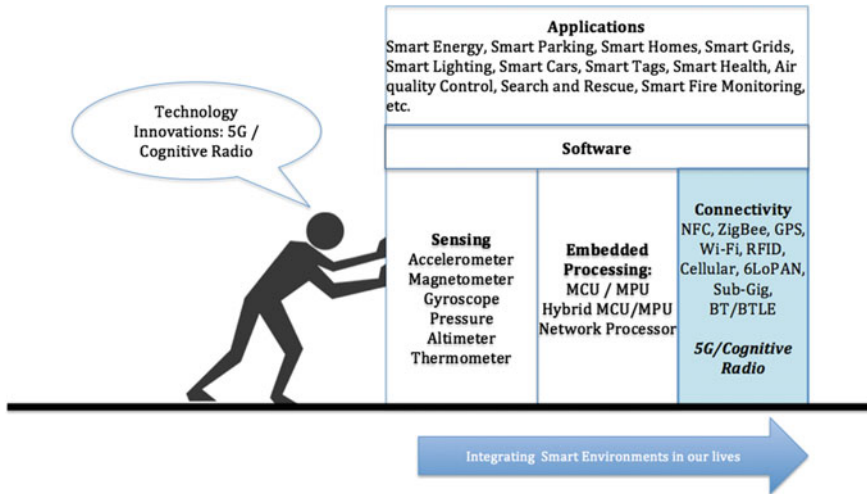 Applications
Smart Energy, Smart Parking, Smart Homes, Smart Grids,
Smart Lighting, Smart Cars, Smart Tags, Smart Health, Air
quality Control, Search and Rescue, Smart Fire Monitoring,
etc.
Technology
Innovations: 5G /
Cognitive Radio
Software
Sensing
Accelerometer
Magnetometer
Gyroscope
Pressure
Altimeter
Thermometer
Embedded
Processing:
MCU / MPU
Hybrid MCU/MPU
Network Processor
Connectivity
NFC, ZigBee, GPS,
Wi-Fi, RFID,
Cellular, 6LoPAN,
Sub-Gig,
BT/BTLE
5G/Cognitive
Radio
Integrating Smart Environments in our lives